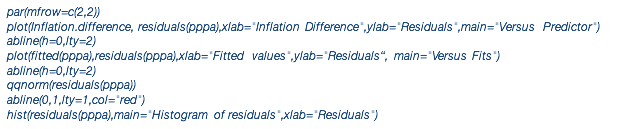 par(mfrow=c(2,2))
plot(Inflation.difference, residuals(pppa),xlab="Inflation Difference",ylab="Residuals",main="Versus Predictor")
abline(h=0,lty=2)
plot(fitted(pppa),residuals(pppa),xlab="Fitted values",ylab="Residuals“, main="Versus Fits")
abline(h=0,lty=2)
qqnorm(residuals(pppa))
abline(0,1,lty=1,col="red")
hist(residuals(pppa),main="Histogram of residuals",xlab="Residuals")